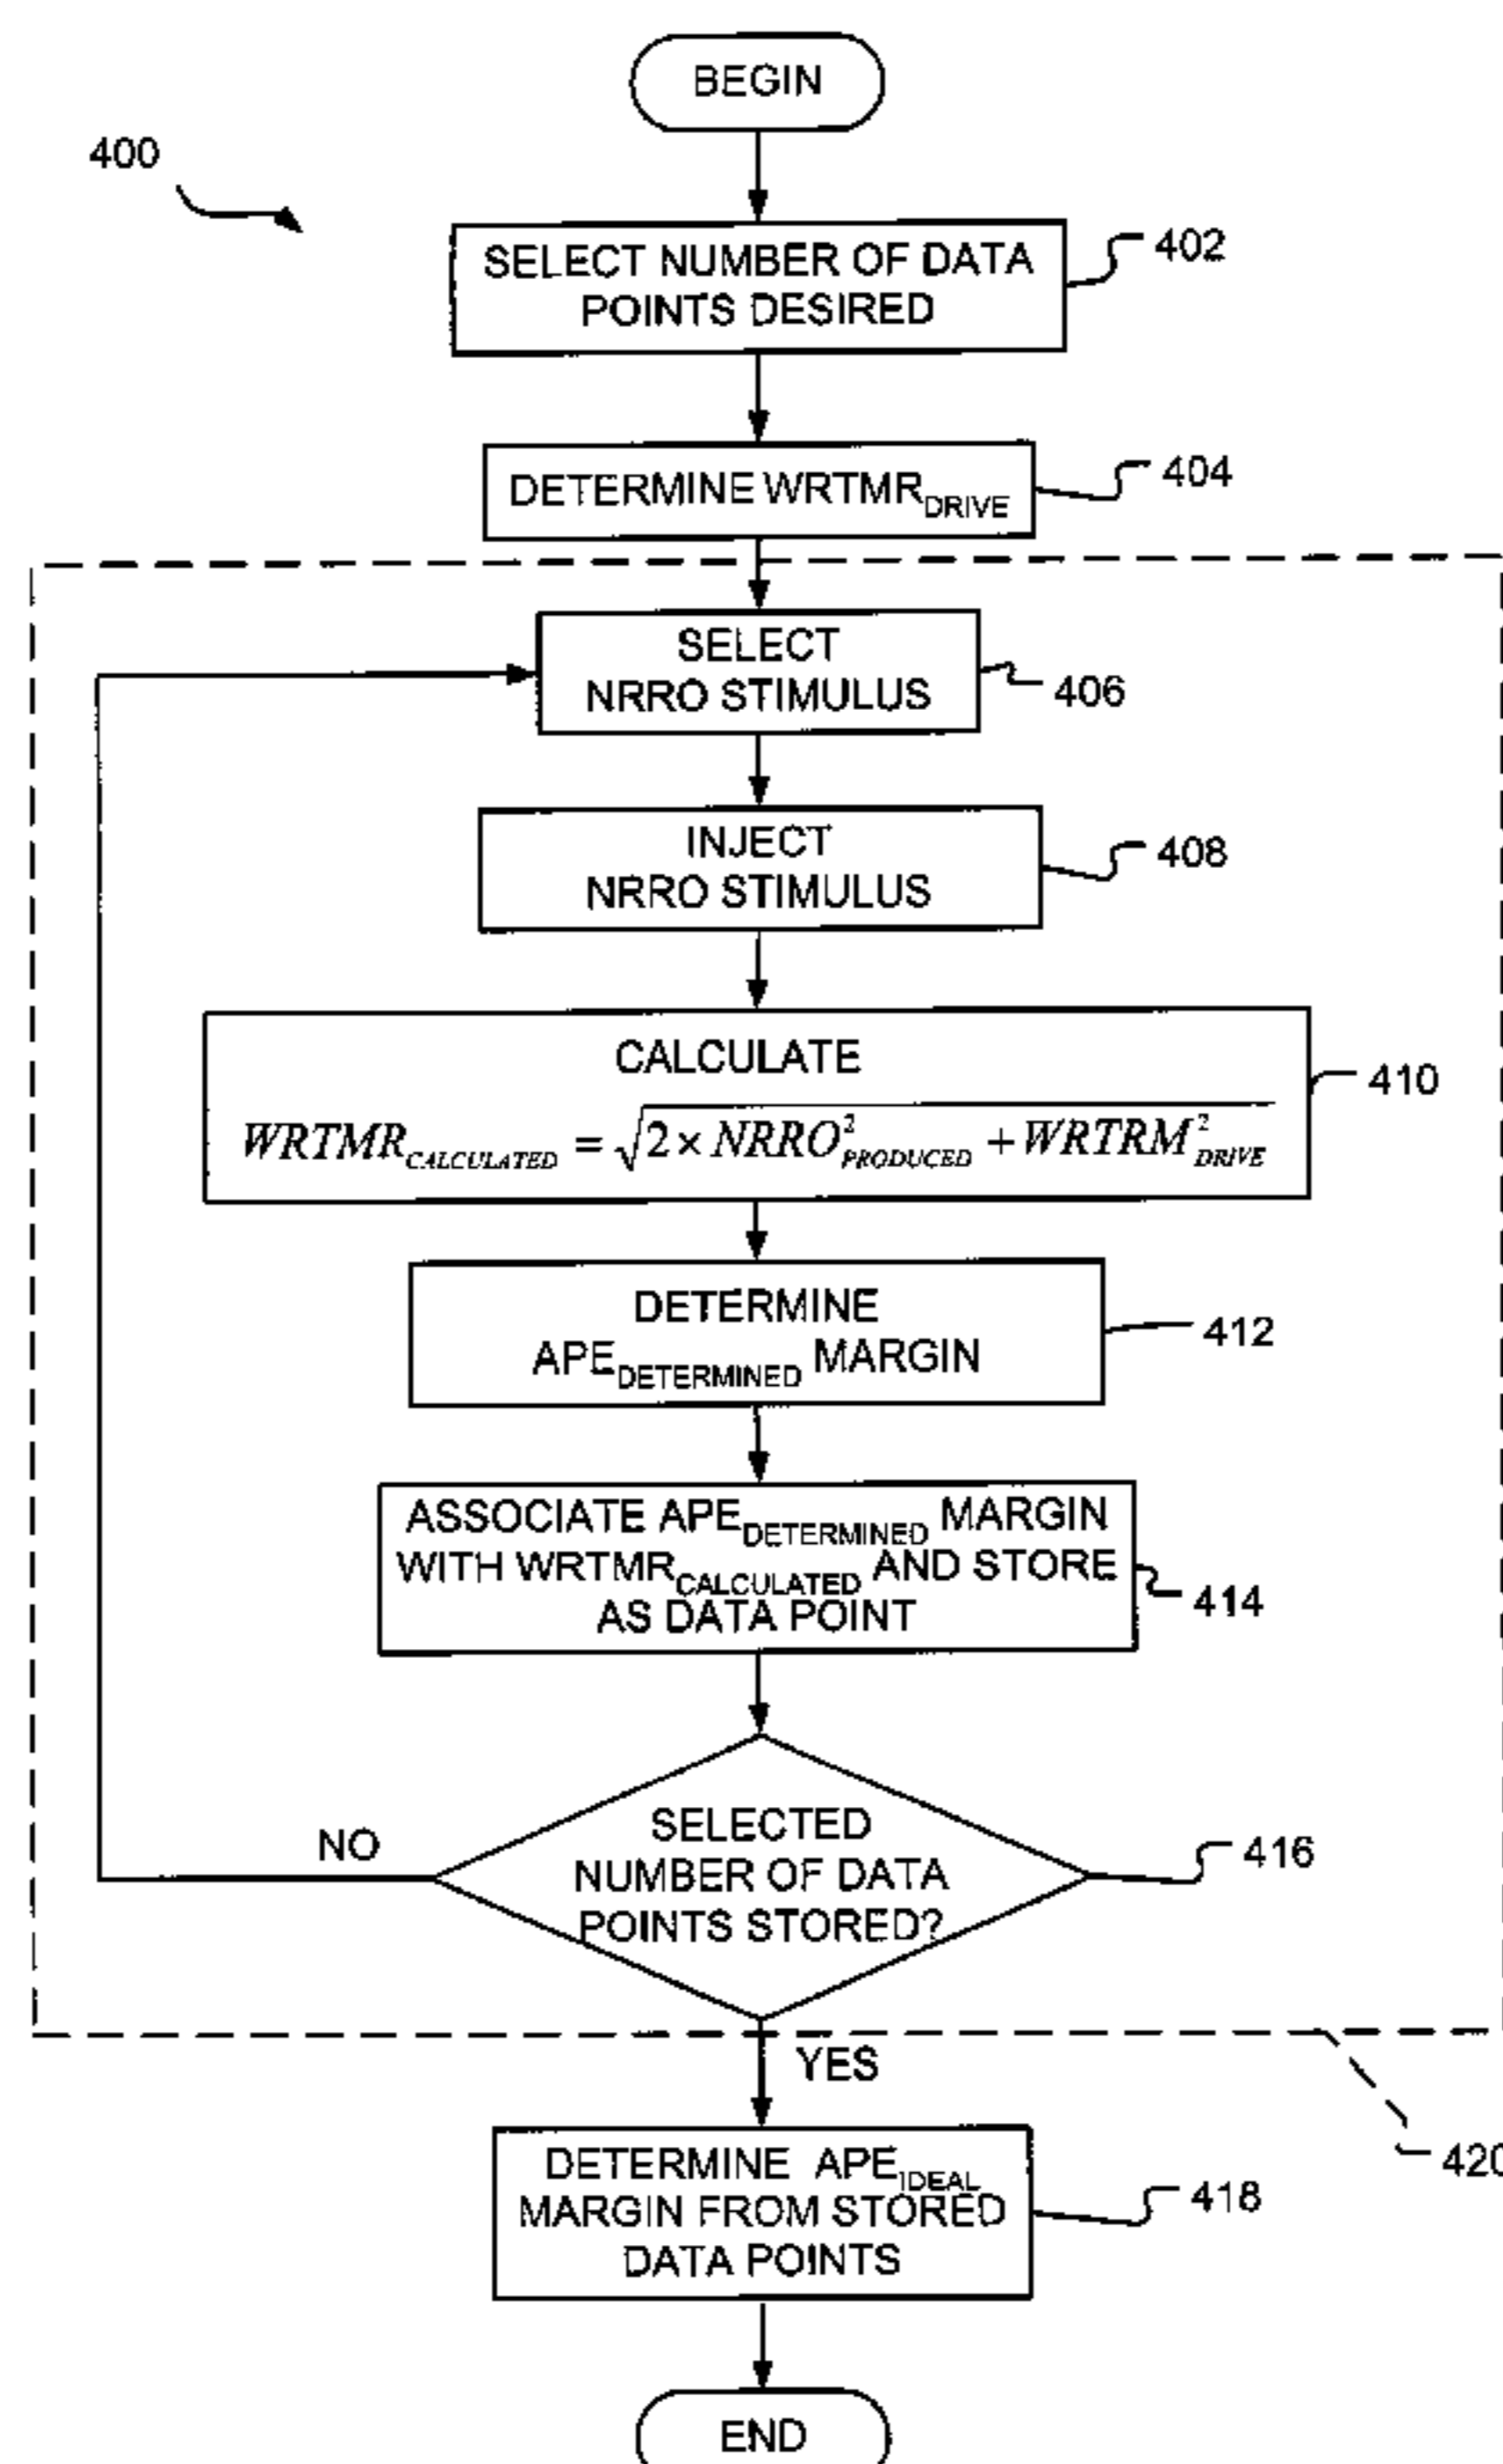 BEGIN
400
SELECT NUMBER OF DATA
POINTS DESIRED
402
DETERMINE WRTMR_DRIVE
404
SELECT
NRRO STIMULUS
406
INJECT
NRRO STIMULUS
408
CALCULATE
WRTMR_CALCULATED = √(2 × NRRO²_PRODUCED + WRTRM²_DRIVE)
410
DETERMINE
APE_DETERMINED MARGIN
412
ASSOCIATE APE_DETERMINED MARGIN
WITH WRTMR_CALCULATED AND STORE
AS DATA POINT
414
SELECTED
NUMBER OF DATA
POINTS STORED?
416
NO
YES
420
DETERMINE APE_IDEAL
MARGIN FROM STORED
DATA POINTS
418
END